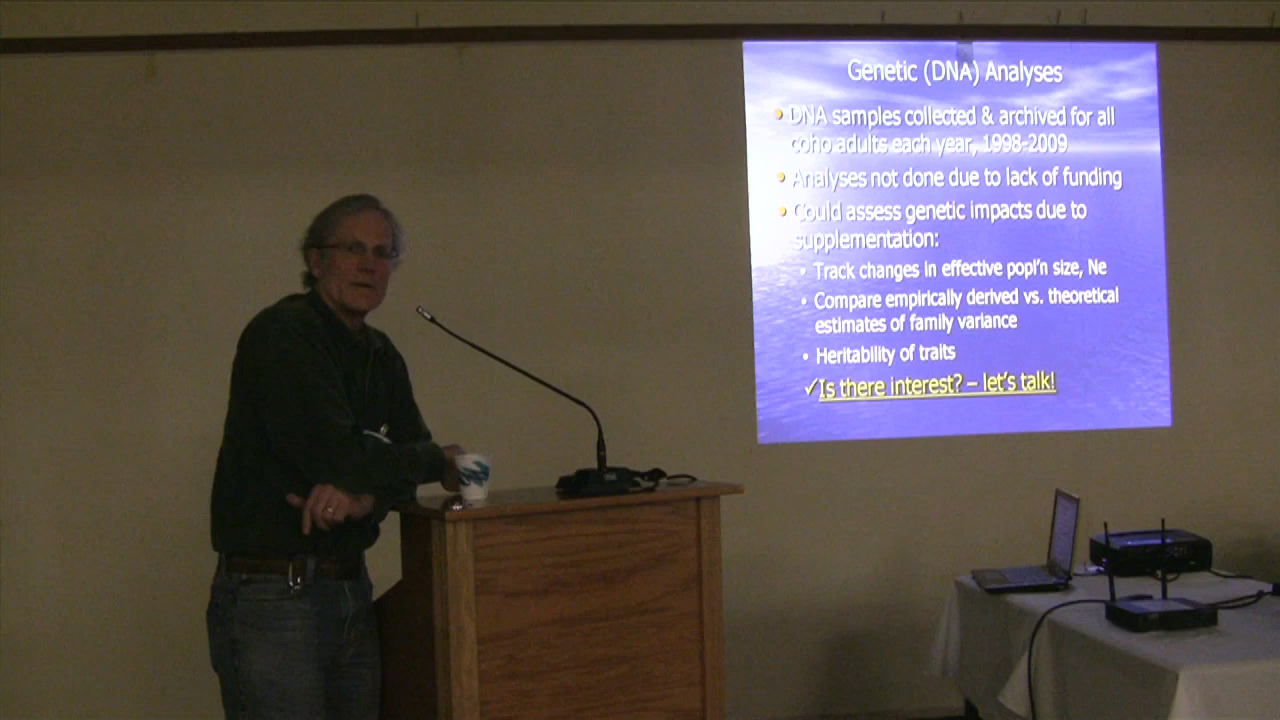 Genetic (DNA) Analyses
• DNA samples collected & archived for all
coho adults each year, 1998-2009
• Analyses not done due to lack of funding
• Could assess genetic impacts due to
supplementation:
• Track changes in effective popl'n size, Ne
• Compare empirically derived vs. theoretical
estimates of family variance
• Heritability of traits
✓Is there interest? – let's talk!